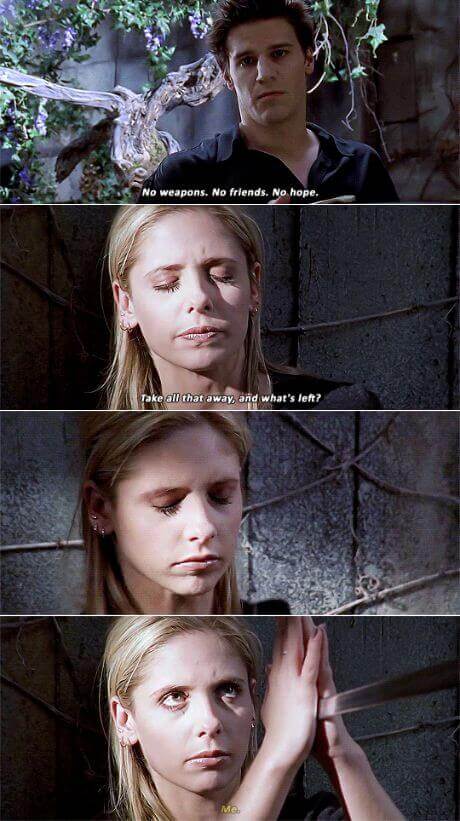 No weapons. No friends. No hope.
Take all that away, and what's left?
Me.